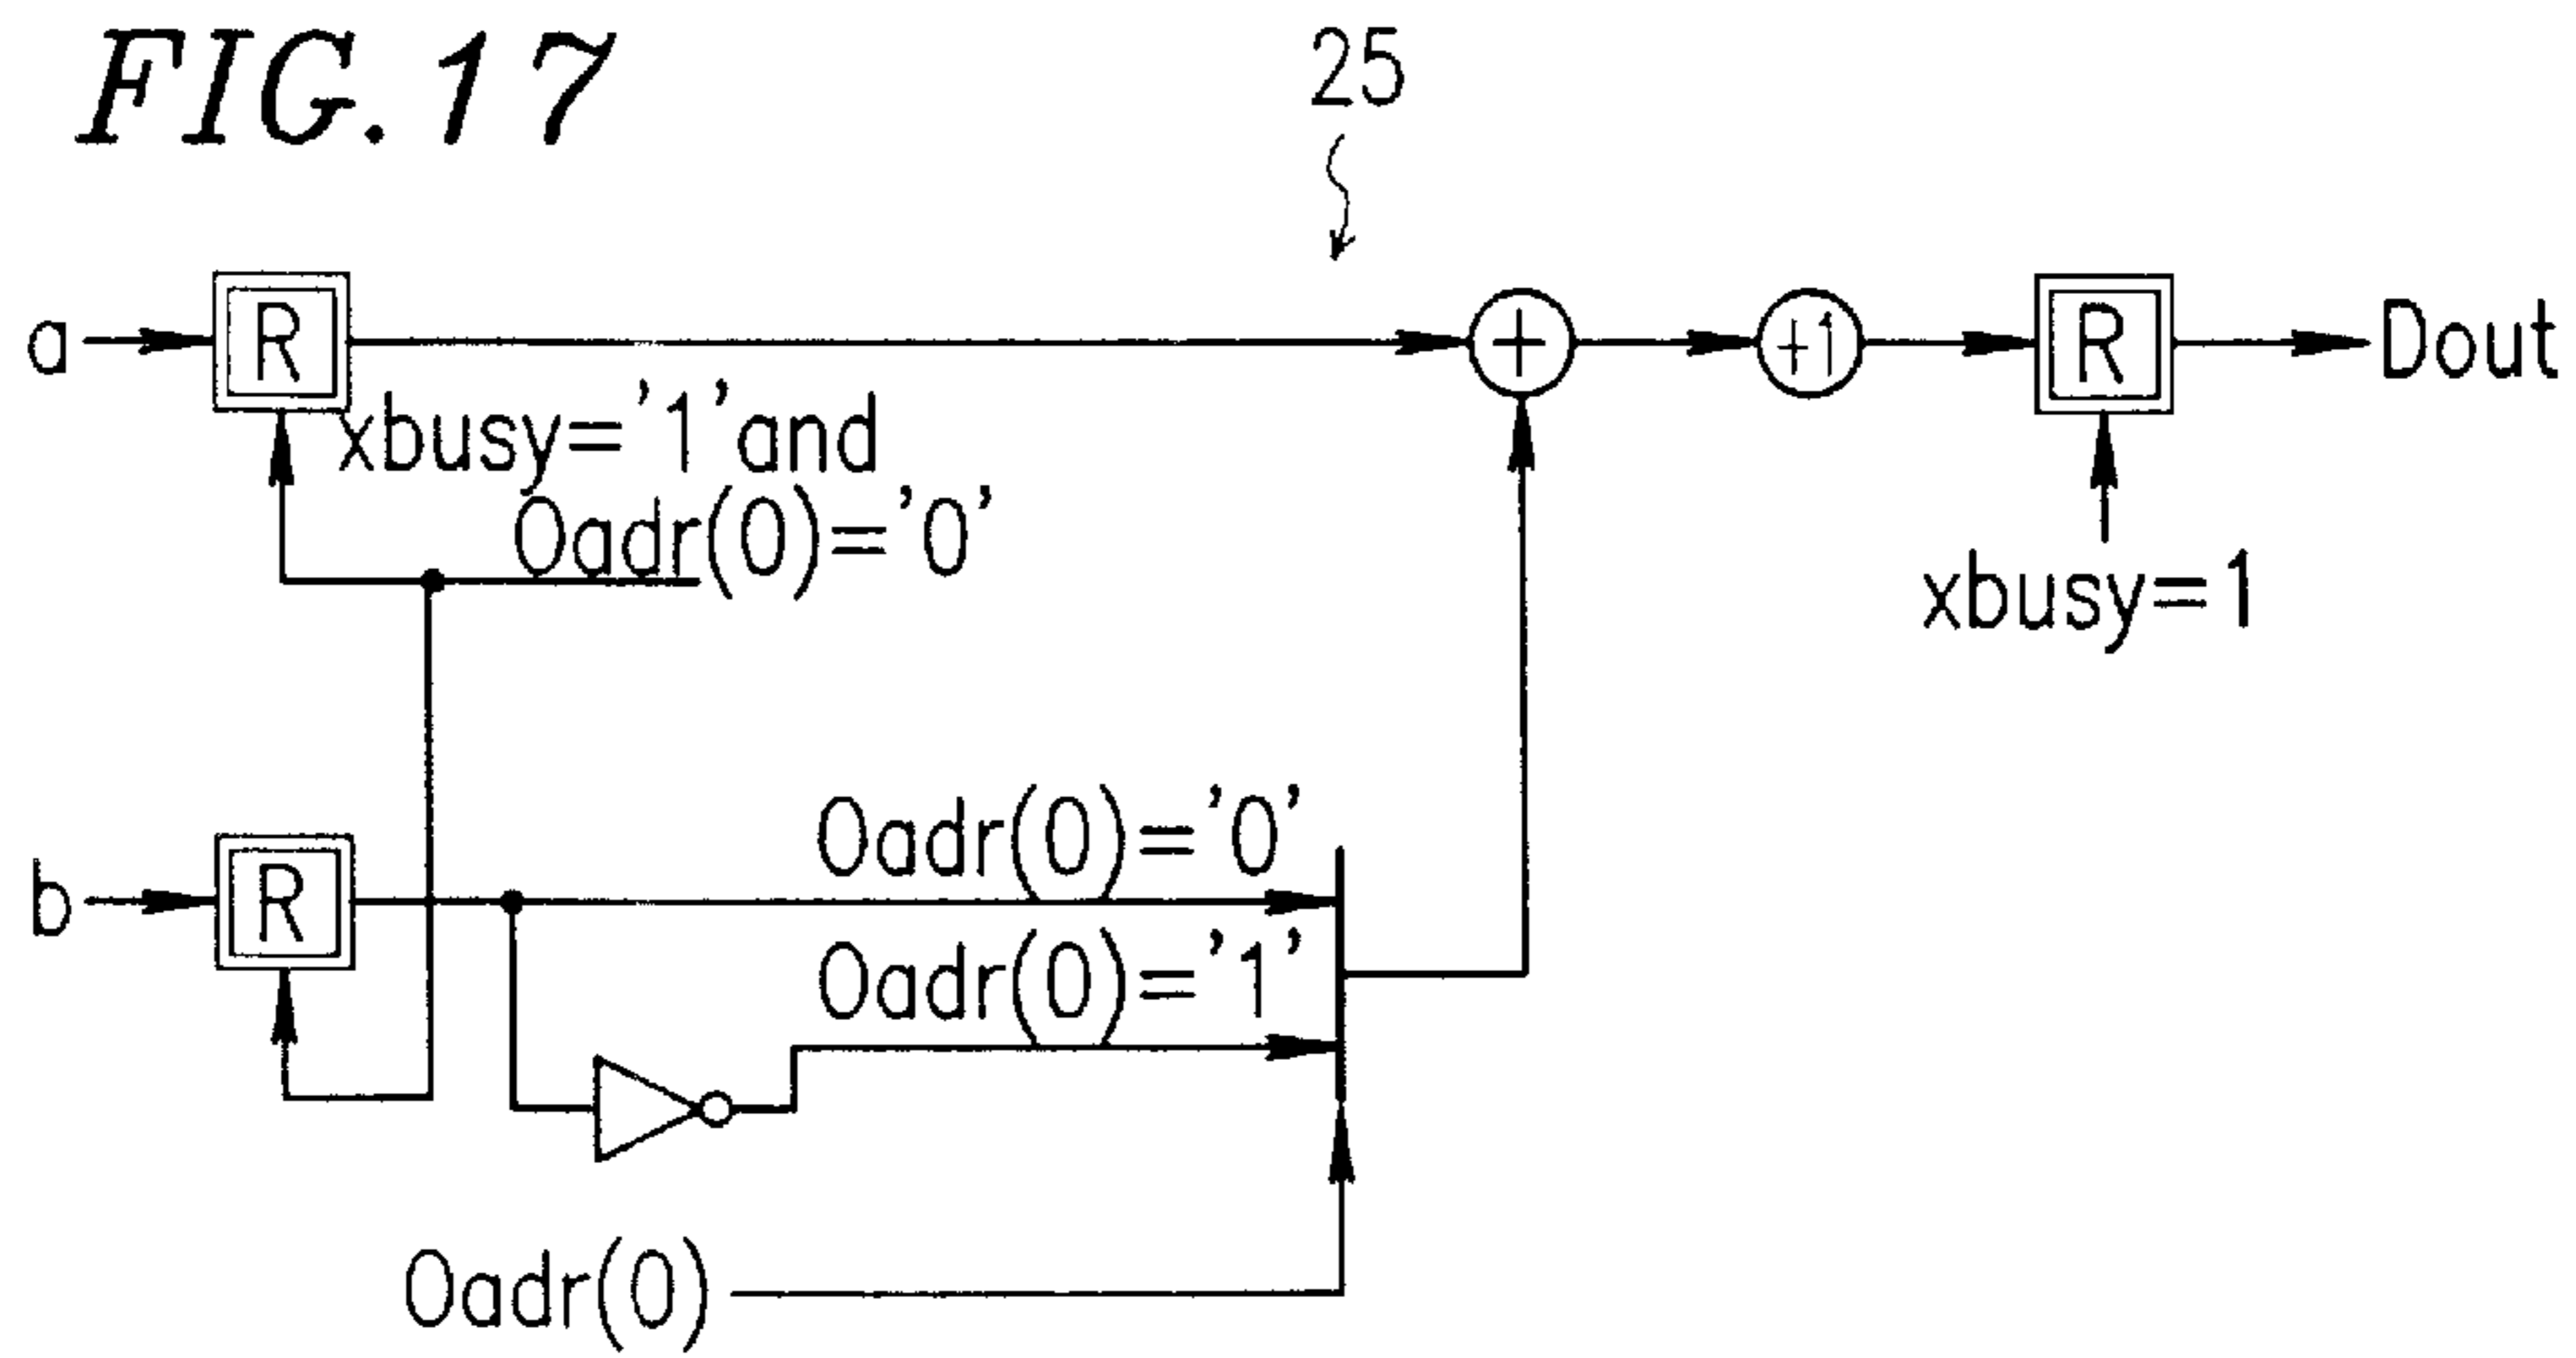 FIG.17
25
a
R
+
+1
R
Dout
xbusy='1'and
Oadr(0)='0'
xbusy=1
b
R
Oadr(0)='0'
Oadr(0)='1'
Oadr(0)